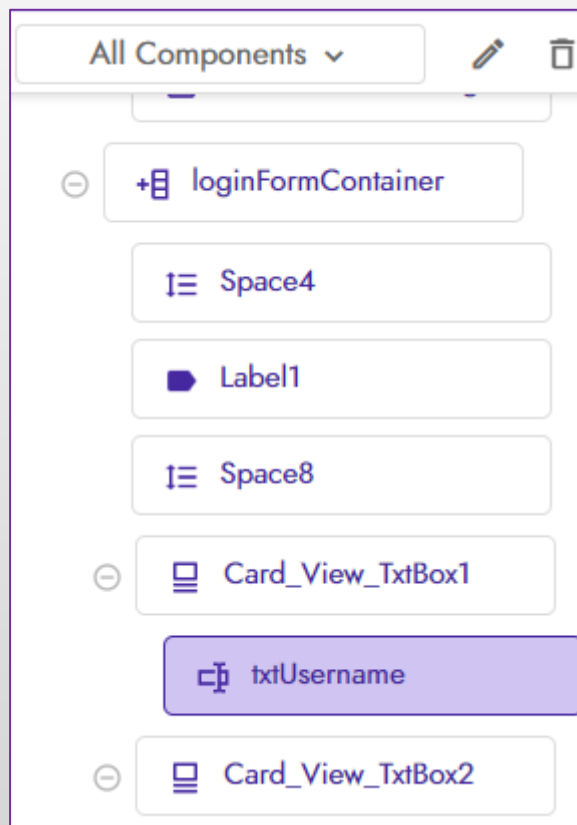 All Components
loginFormContainer
Space4
Label1
Space8
Card_View_TxtBox1
txtUsername
Card_View_TxtBox2